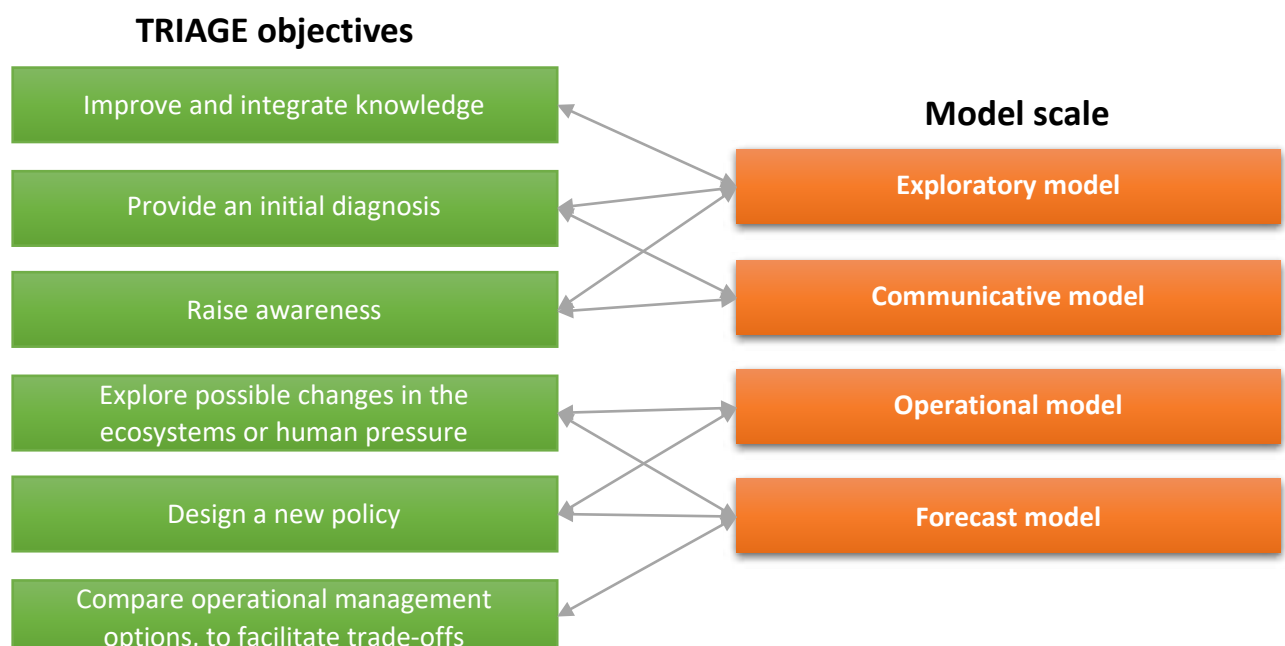 TRIAGE objectives
Improve and integrate knowledge
Provide an initial diagnosis
Raise awareness
Explore possible changes in the
ecosystems or human pressure
Design a new policy
Compare operational management
options, to facilitate trade-offs
Model scale
Exploratory model
Communicative model
Operational model
Forecast model